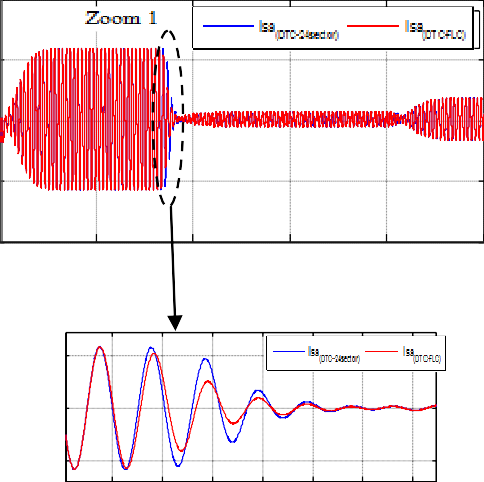 Zoom 1
Isa(DTC-24sector)
Isa(DTC-FLC)
Isa(DTC-24sector)
Isa(DTC-FLC)